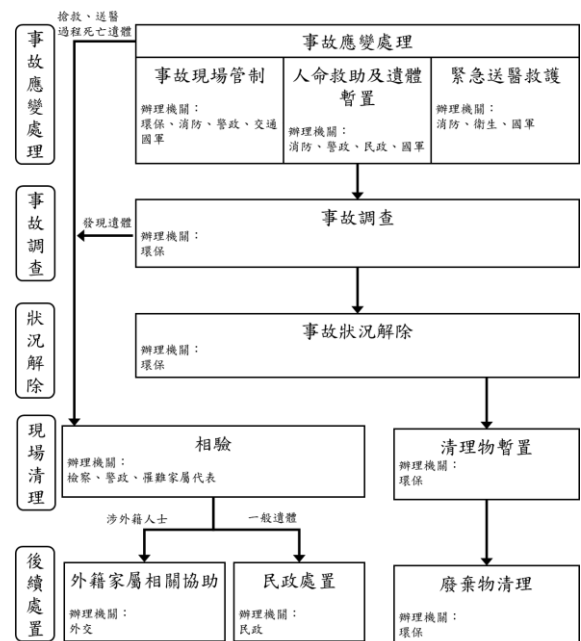 事故應變處理
搶救、送醫
過程死亡遺體
事故應變處理
事故現場管制
辦理機關：
環保、消防、警政、交通
國軍
人命救助及遺體
暫置
辦理機關：
消防、警政、民政、國軍
緊急送醫救護
辦理機關：
消防、衛生、國軍
事故調查
發現遺體
事故調查
辦理機關：
環保
狀況解除
事故狀況解除
辦理機關：
環保
現場清理
相驗
辦理機關：
檢察、警政、罹難家屬代表
清理物暫置
辦理機關：
環保
涉外籍人士
一般遺體
後續處置
外籍家屬相關協助
辦理機關：
外交
民政處置
辦理機關：
民政
廢棄物清理
辦理機關：
環保